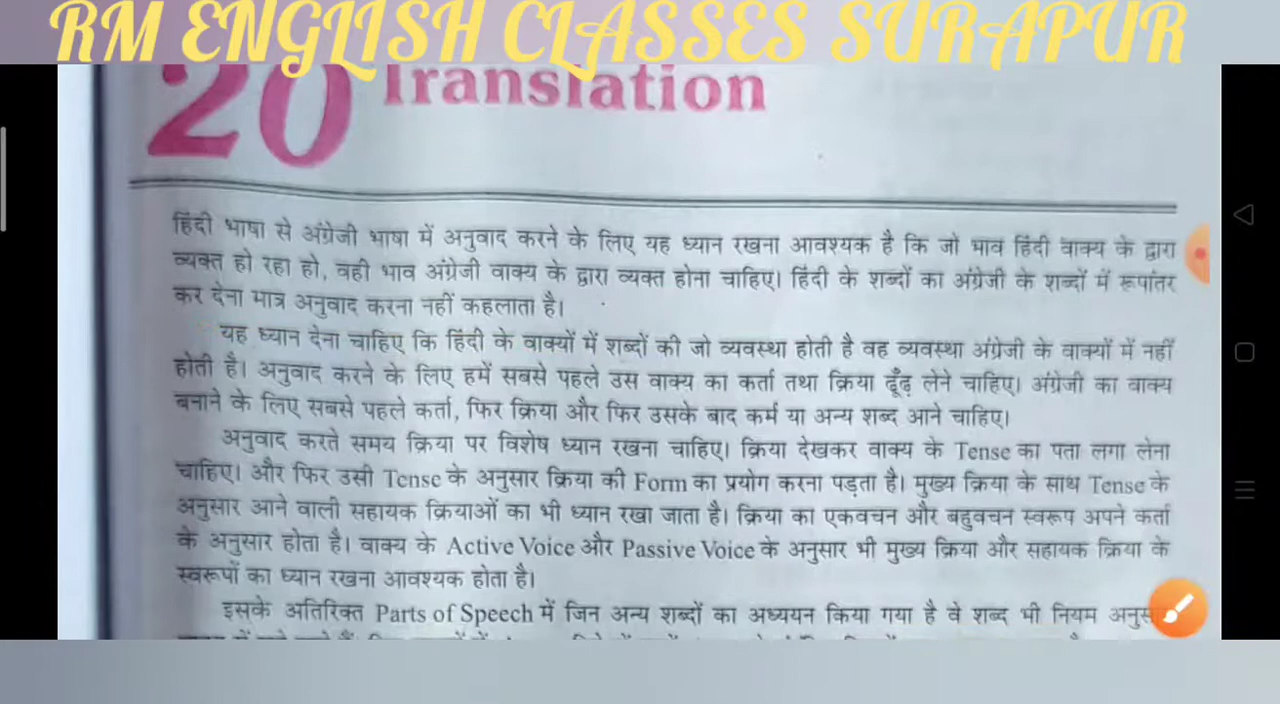 RM ENGLISH CLASSES SURAPUR
20 Translation
हिंदी भाषा से अंग्रेजी भाषा में अनुवाद करने के लिए यह ध्यान रखना आवश्यक है कि जो भाव हिंदी वाक्य के द्वारा
व्यक्त हो रहा हो, वही भाव अंग्रेजी वाक्य के द्वारा व्यक्त होना चाहिए। हिंदी के शब्दों का अंग्रेजी के शब्दों में रूपांतर
कर देना मात्र अनुवाद करना नहीं कहलाता है।
यह ध्यान देना चाहिए कि हिंदी के वाक्यों में शब्दों की जो व्यवस्था होती है वह व्यवस्था अंग्रेजी के वाक्यों में नहीं
होती है। अनुवाद करने के लिए हमें सबसे पहले उस वाक्य का कर्ता तथा क्रिया ढूँढ़ लेने चाहिए। अंग्रेजी का वाक्य
बनाने के लिए सबसे पहले कर्ता, फिर क्रिया और फिर उसके बाद कर्म या अन्य शब्द आने चाहिए।
अनुवाद करते समय क्रिया पर विशेष ध्यान रखना चाहिए। क्रिया देखकर वाक्य के Tense का पता लगा लेना
चाहिए। और फिर उसी Tense के अनुसार क्रिया की Form का प्रयोग करना पड़ता है। मुख्य क्रिया के साथ Tense के
अनुसार आने वाली सहायक क्रियाओं का भी ध्यान रखा जाता है। क्रिया का एकवचन और बहुवचन स्वरूप अपने कर्ता
के अनुसार होता है। वाक्य के Active Voice और Passive Voice के अनुसार भी मुख्य क्रिया और सहायक क्रिया के
स्वरूपों का ध्यान रखना आवश्यक होता है।
इसके अतिरिक्त Parts of Speech में जिन अन्य शब्दों का अध्ययन किया गया है वे शब्द भी नियम